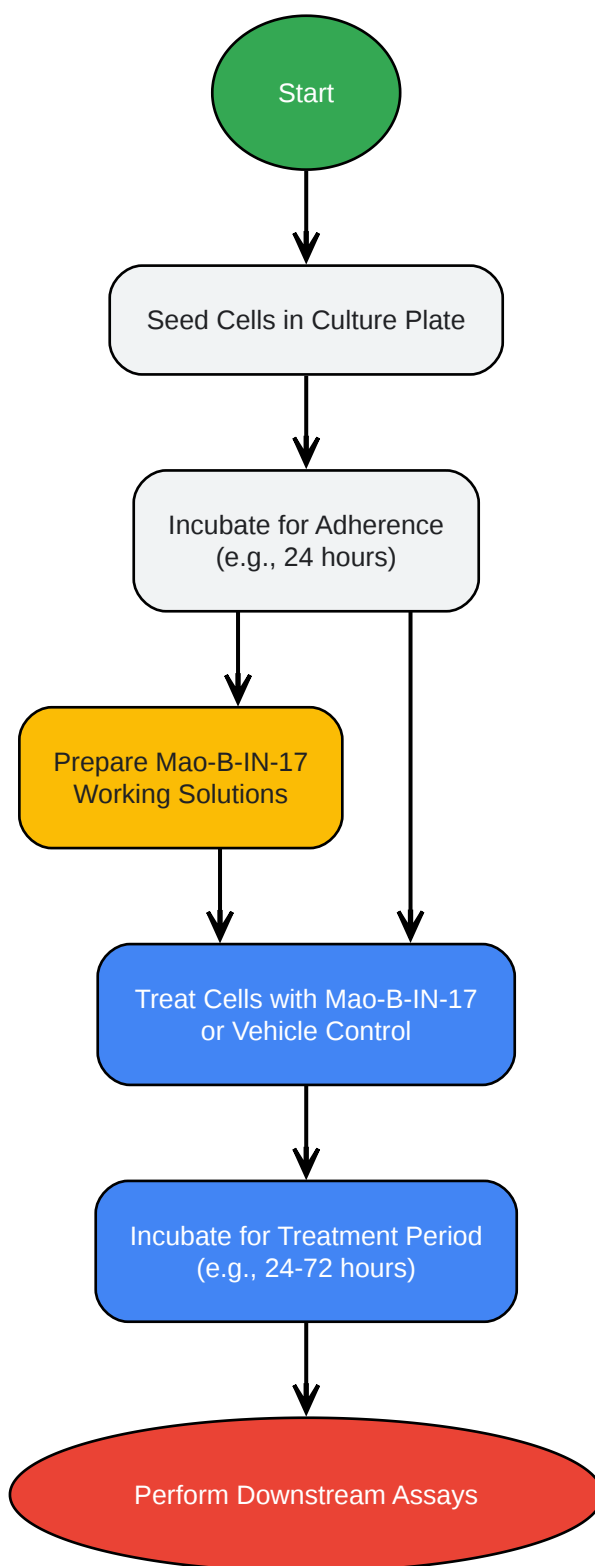 Start
Seed Cells in Culture Plate
Incubate for Adherence
(e.g., 24 hours)
Prepare Mao-B-IN-17
Working Solutions
Treat Cells with Mao-B-IN-17
or Vehicle Control
Incubate for Treatment Period
(e.g., 24-72 hours)
Perform Downstream Assays